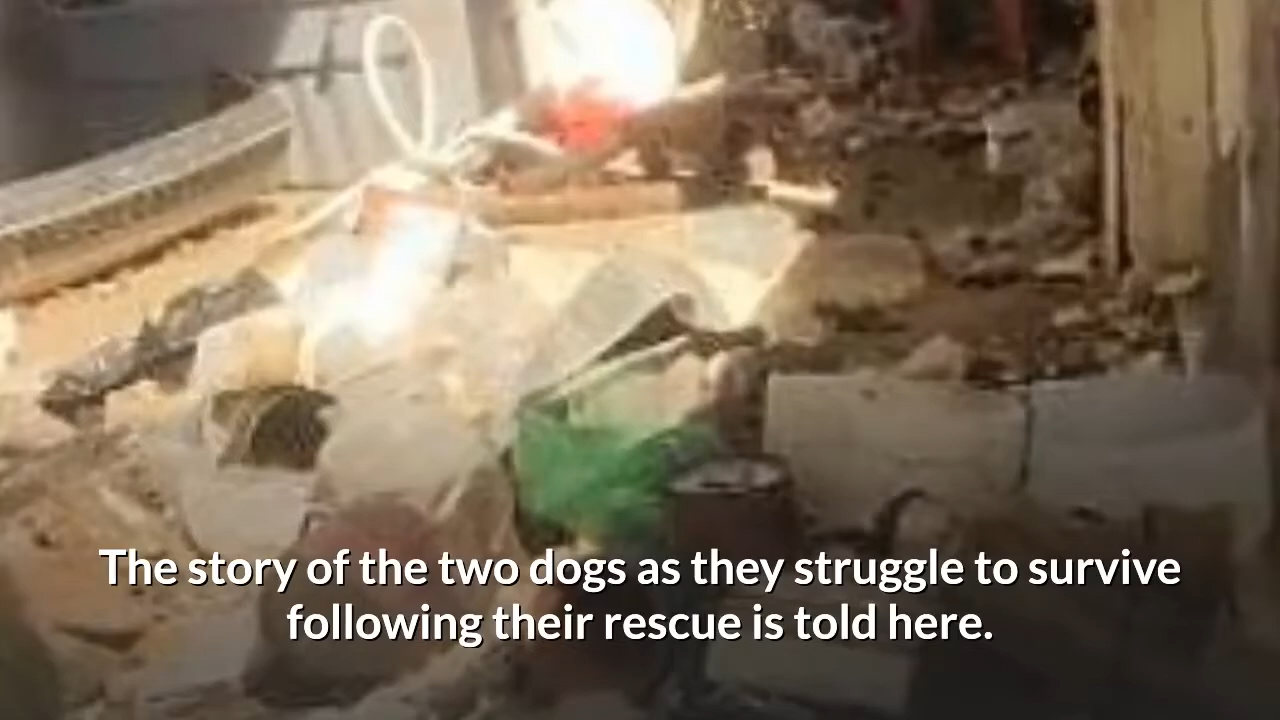 The story of the two dogs as they struggle to survive
following their rescue is told here.